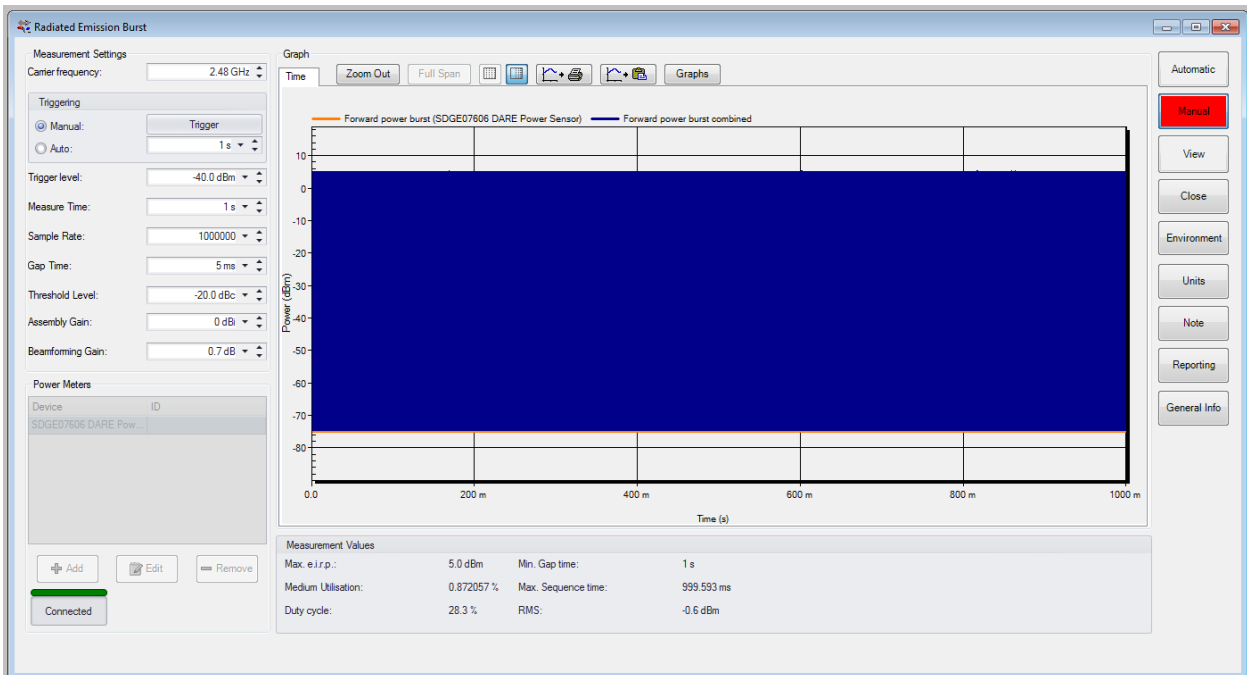 Radiated Emission Burst
Measurement Settings
Carrier frequency: 2.48 GHz
Triggering
Manual: Trigger
Auto: 1 s
Trigger level: -40.0 dBm
Measure Time: 1 s
Sample Rate: 1000000
Gap Time: 5 ms
Threshold Level: -20.0 dBc
Assembly Gain: 0 dBi
Beamforming Gain: 0.7 dB
Power Meters
Device ID
SDGE07606 DARE Pow...
Add Edit Remove
Connected
Graph
Time Zoom Out Full Span Graphs
Forward power burst (SDGE07606 DARE Power Sensor) Forward power burst combined
Power (dBm)
10
0
-10
-20
-30
-40
-50
-60
-70
-80
0.0 200 m 400 m 600 m 800 m 1000 m
Time (s)
Measurement Values
Max. e.i.r.p.: 5.0 dBm Min. Gap time: 1 s
Medium Utilisation: 0.872057 % Max. Sequence time: 999.593 ms
Duty cycle: 28.3 % RMS: -0.6 dBm
Automatic
Manual
View
Close
Environment
Units
Note
Reporting
General Info